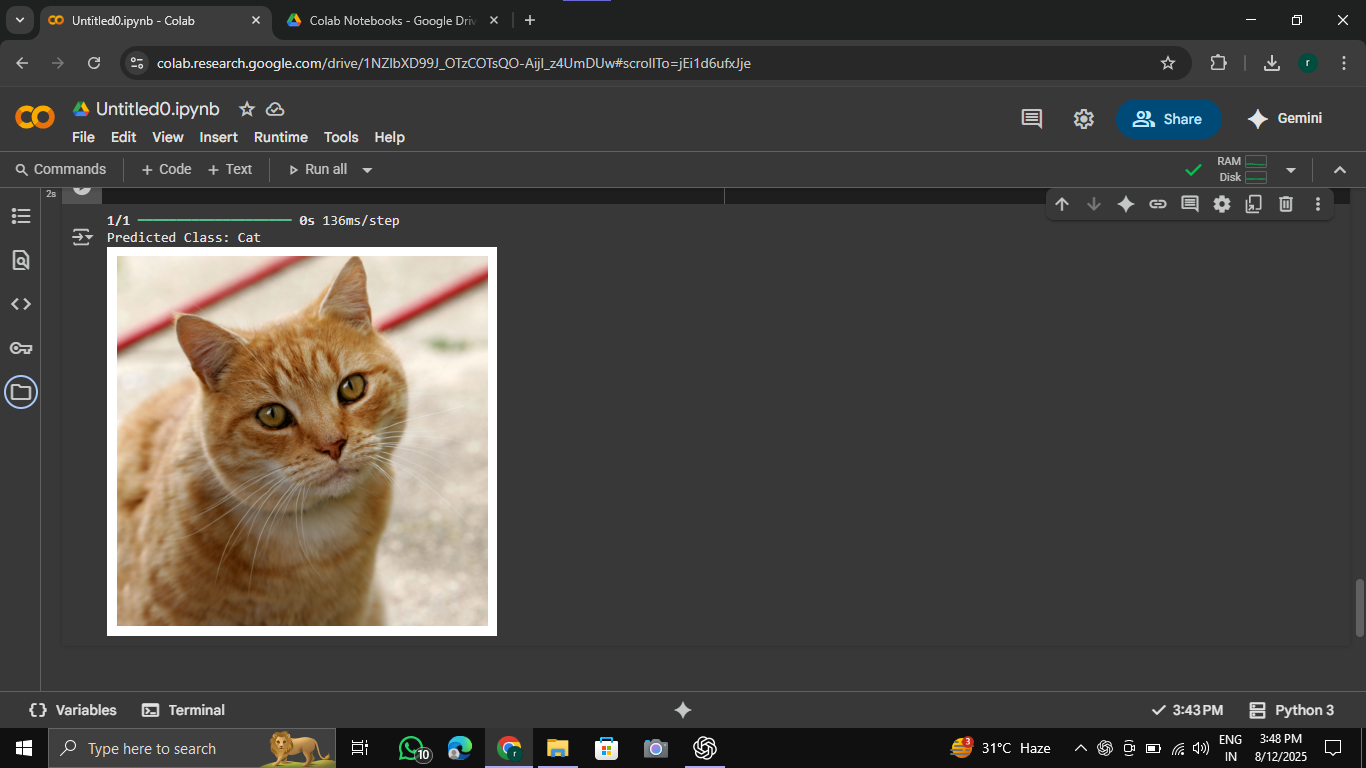 Untitled0.ipynb - Colab
Colab Notebooks - Google Driv
colab.research.google.com/drive/1NZIbXD99J_OTzCOTsQO-Aijl_z4UmDUw#scrollTo=jEi1d6ufxJje
r
Untitled0.ipynb
File Edit View Insert Runtime Tools Help
Share
Gemini
Commands + Code + Text Run all
RAM
Disk
2s
1/1 0s 136ms/step
Predicted Class: Cat
Variables Terminal
3:43 PM Python 3
Type here to search
10
3
31°C Haze
ENG
IN
3:48 PM
8/12/2025